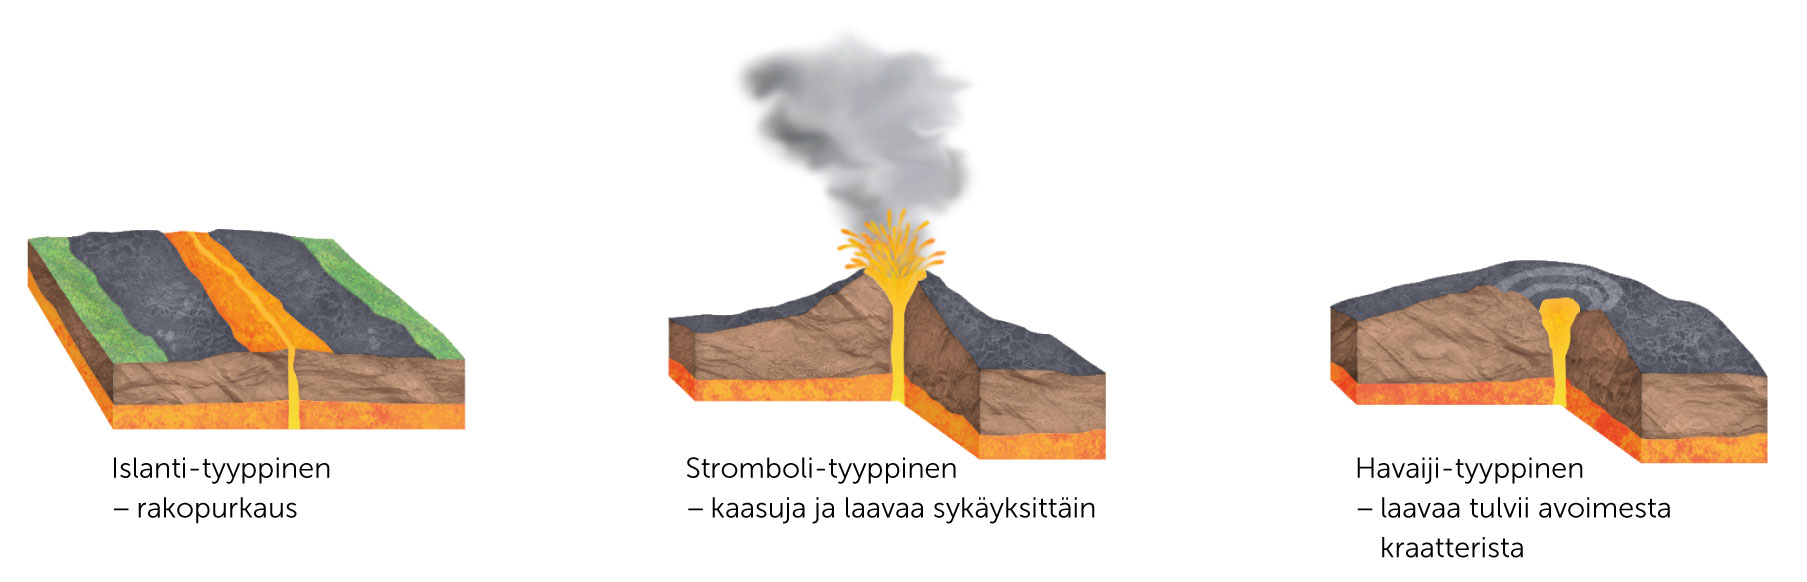 Islanti-tyyppinen
– rakopurkaus
Stromboli-tyyppinen
– kaasuja ja laavaa sykäyksittäin
Havaiji-tyyppinen
– laavaa tulvii avoimesta
kraatterista